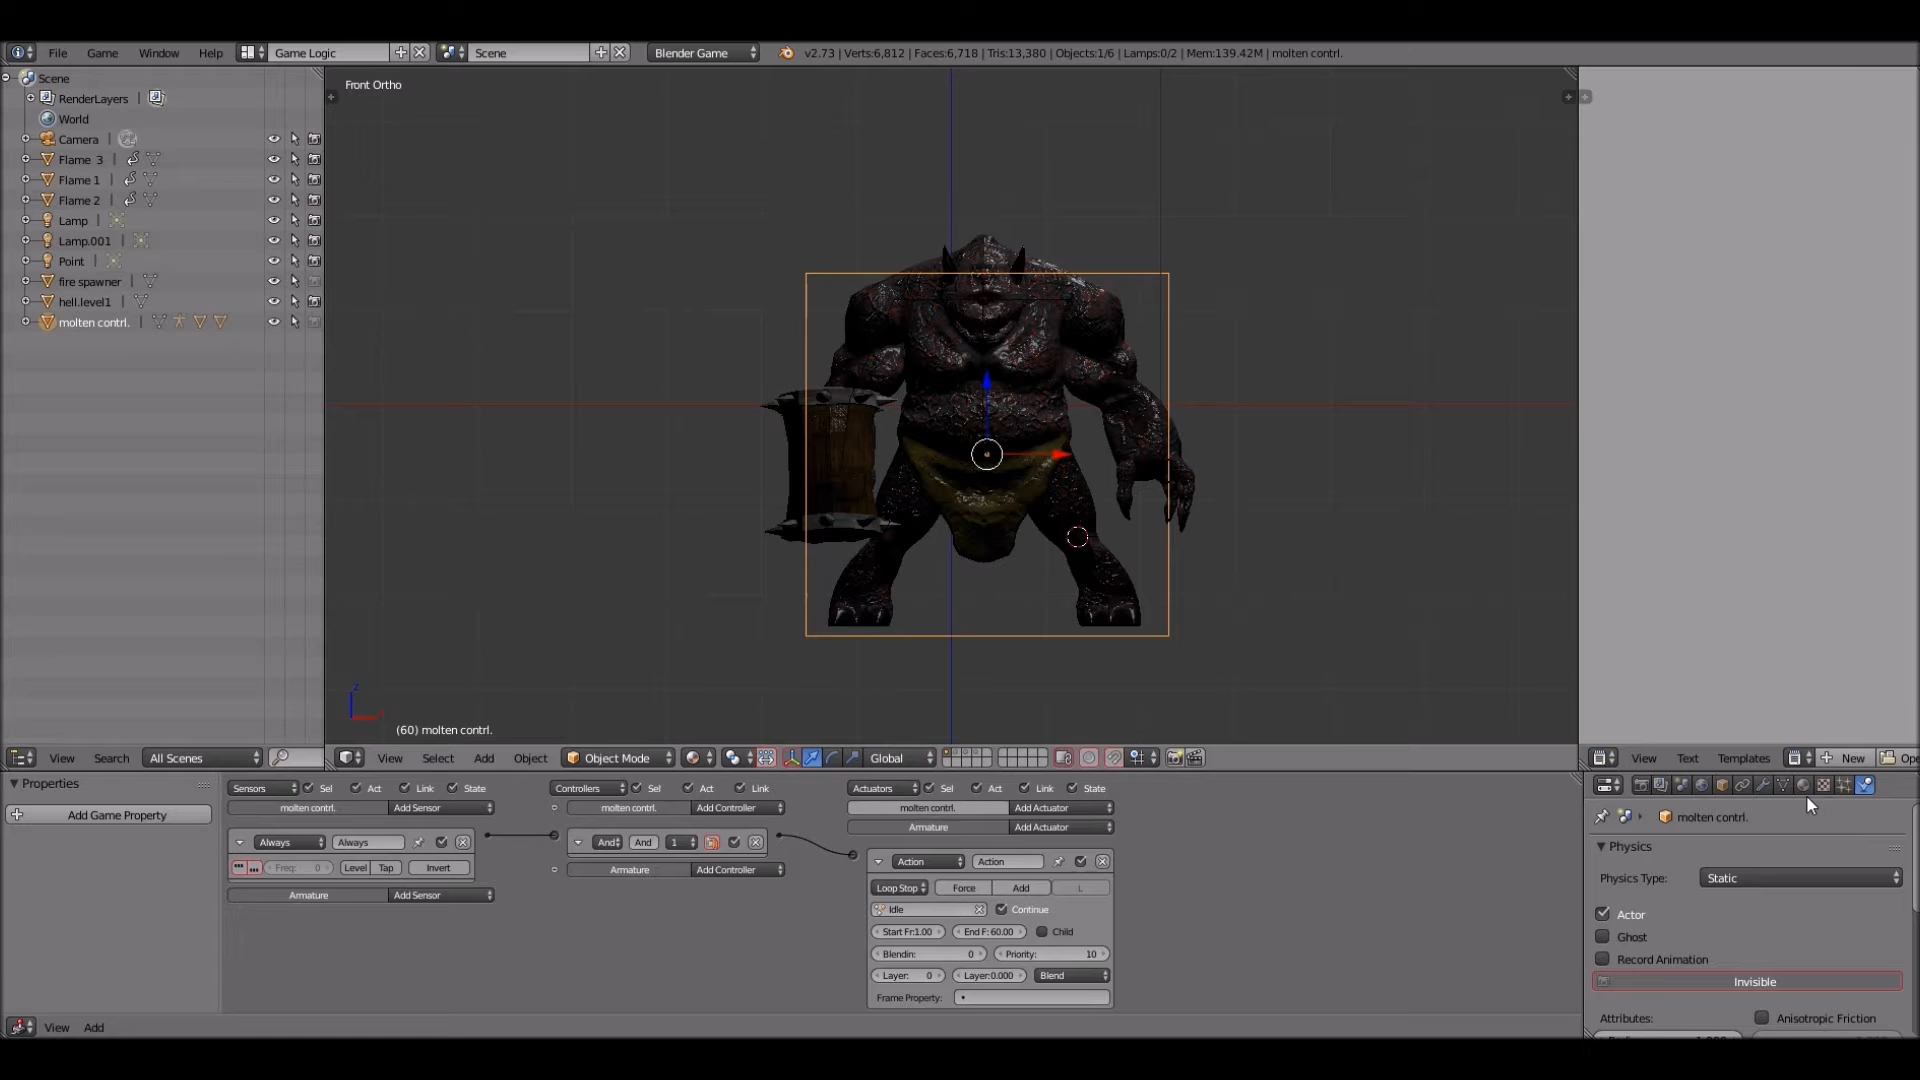 File Game Window Help Game Logic Scene Blender Game v2.73 | Verts:6,812 | Faces:6,718 | Tris:13,380 | Objects:1/6 | Lamps:0/2 | Mem:139.42M | molten contrl.
Scene
RenderLayers
World
Camera
Flame 3
Flame 1
Flame 2
Lamp
Lamp.001
Point
fire spawner
hell.level1
molten contrl.
Front Ortho
z
(60) molten contrl.
View Search All Scenes
View Select Add Object Object Mode Global
View Text Templates New Ope
Properties
Add Game Property
Sensors Sel Act Link State
molten contrl. Add Sensor
Always Always
Freq: 0 Level Tap Invert
Armature Add Sensor
Controllers Sel Act Link
molten contrl. Add Controller
And And 1
Armature Add Controller
Actuators Sel Act Link State
molten contrl. Add Actuator
Armature Add Actuator
Action Action
Loop Stop Force Add L
Idle Continue
Start Fr:1.00 End F: 60.00 Child
Blendin: 0 Priority: 10
Layer: 0 Layer:0.000 Blend
Frame Property:
molten contrl.
Physics
Physics Type: Static
Actor
Ghost
Record Animation
Invisible
Attributes: Anisotropic Friction
View Add